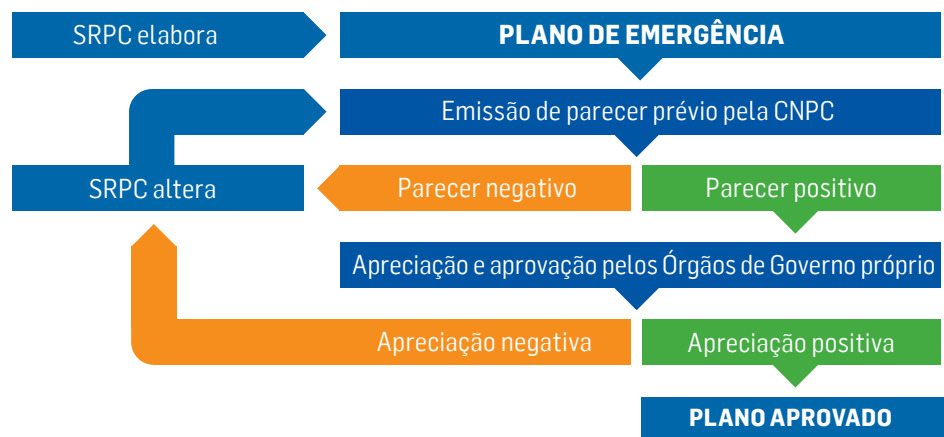 SRPC elabora
PLANO DE EMERGÊNCIA
Emissão de parecer prévio pela CNPC
SRPC altera
Parecer negativo
Parecer positivo
Apreciação e aprovação pelos Órgãos de Governo próprio
Apreciação negativa
Apreciação positiva
PLANO APROVADO